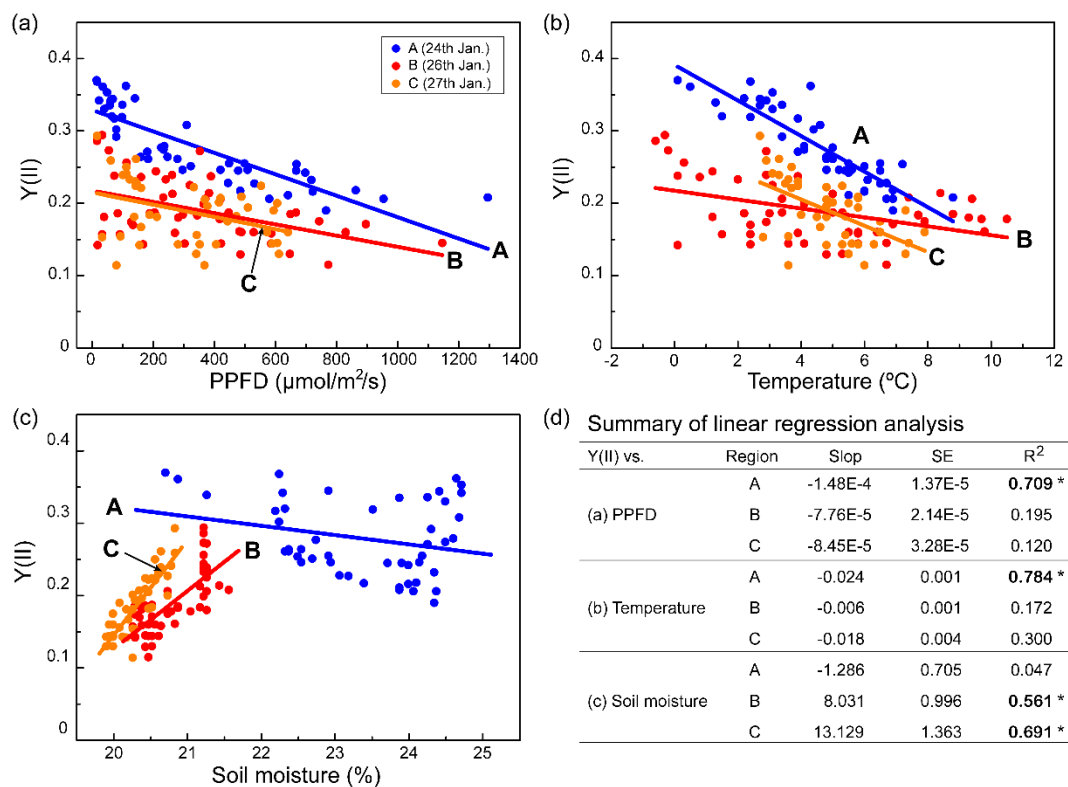 (a)
A (24th Jan.)
B (26th Jan.)
C (27th Jan.)
0.4
0.3
0.2
0.1
0
Y(II)
A
B
C
0 200 400 600 800 1000 1200 1400
PPFD (μmol/m²/s)
(b)
0.4
0.3
0.2
0.1
0
Y(II)
A
B
C
-2 0 2 4 6 8 10 12
Temperature (ºC)
(c)
0.4
0.3
0.2
0.1
0
Y(II)
A
B
C
20 21 22 23 24 25
Soil moisture (%)
(d) Summary of linear regression analysis
Y(II) vs. Region Slop SE R²
A -1.48E-4 1.37E-5 0.709 *
(a) PPFD B -7.76E-5 2.14E-5 0.195
C -8.45E-5 3.28E-5 0.120
A -0.024 0.001 0.784 *
(b) Temperature B -0.006 0.001 0.172
C -0.018 0.004 0.300
A -1.286 0.705 0.047
(c) Soil moisture B 8.031 0.996 0.561 *
C 13.129 1.363 0.691 *